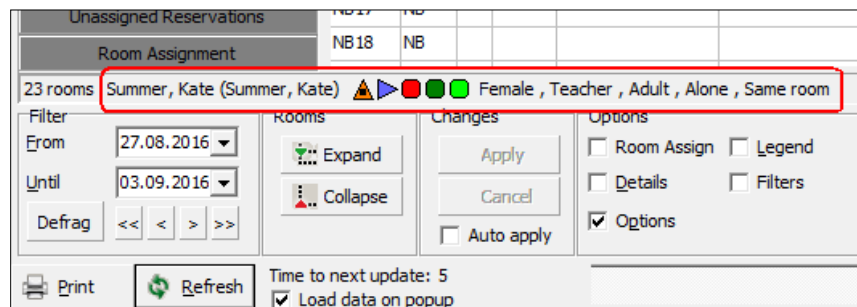 Unassigned Reservations
NB17 NB
Room Assignment
NB18 NB
23 rooms Summer, Kate (Summer, Kate) Female , Teacher , Adult , Alone , Same room
Filter Rooms Changes Options
From 27.08.2016 Expand Apply Room Assign Legend
Until 03.09.2016 Collapse Cancel Details Filters
Defrag << < > >> Auto apply Options
Print Refresh Time to next update: 5
Load data on popup